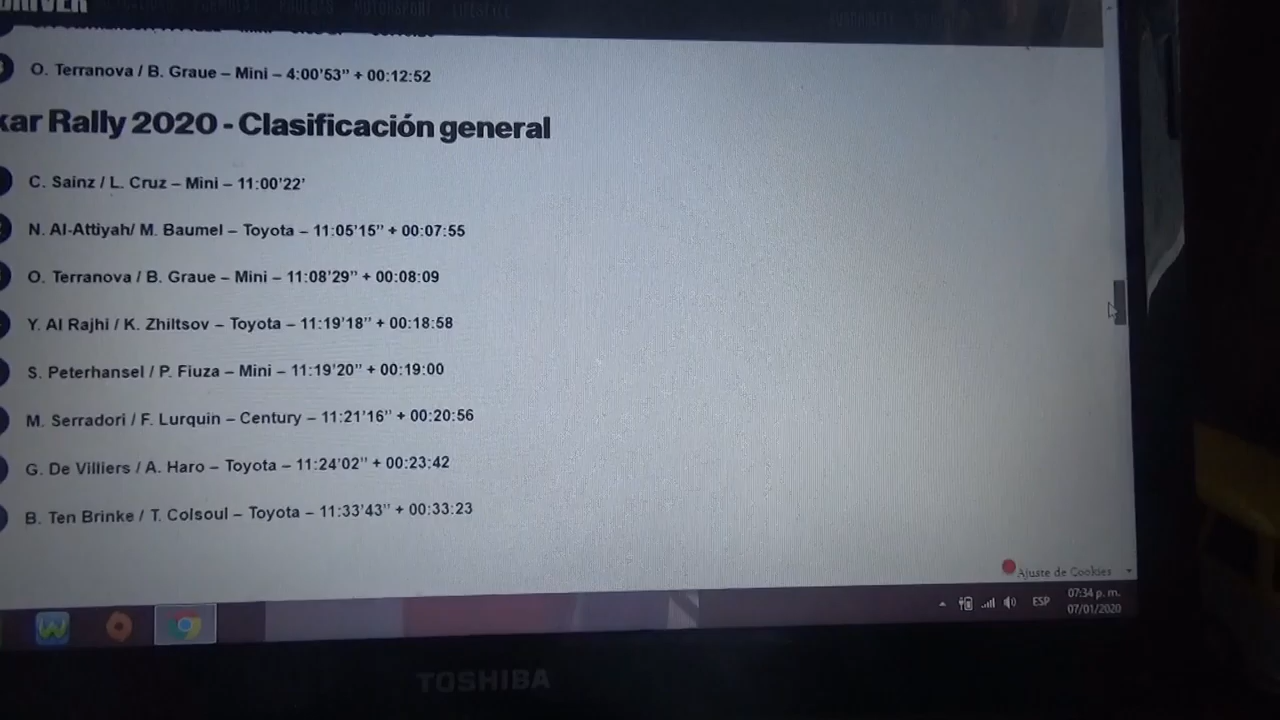 DRIVER
MOTORSPORT LIFESTYLE
O. Terranova / B. Graue – Mini – 4:00'53" + 00:12:52
kar Rally 2020 - Clasificación general
C. Sainz / L. Cruz – Mini – 11:00'22'
N. Al-Attiyah/ M. Baumel – Toyota – 11:05'15" + 00:07:55
O. Terranova / B. Graue – Mini – 11:08'29" + 00:08:09
Y. Al Rajhi / K. Zhiltsov – Toyota – 11:19'18" + 00:18:58
S. Peterhansel / P. Fiuza – Mini – 11:19'20" + 00:19:00
M. Serradori / F. Lurquin – Century – 11:21'16" + 00:20:56
G. De Villiers / A. Haro – Toyota – 11:24'02" + 00:23:42
B. Ten Brinke / T. Colsoul – Toyota – 11:33'43" + 00:33:23
Ajuste de Cookies
ESP
07:34 p. m.
07/01/2020
TOSHIBA